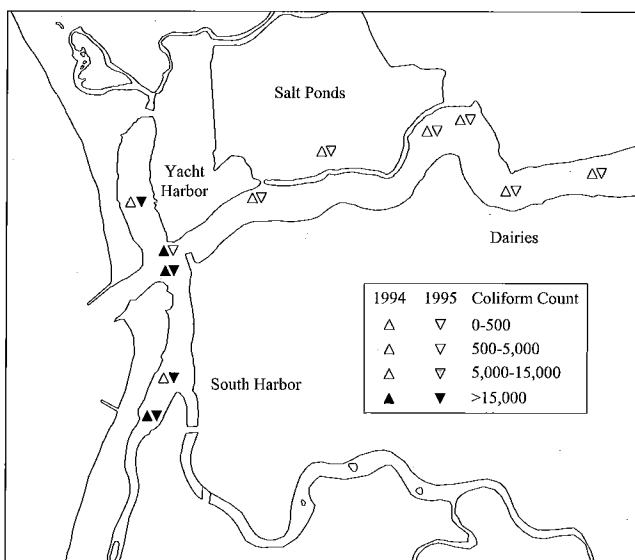 Salt Ponds
Yacht
Harbor
Dairies
1994 1995 Coliform Count
0-500
500-5,000
5,000-15,000
>15,000
South Harbor